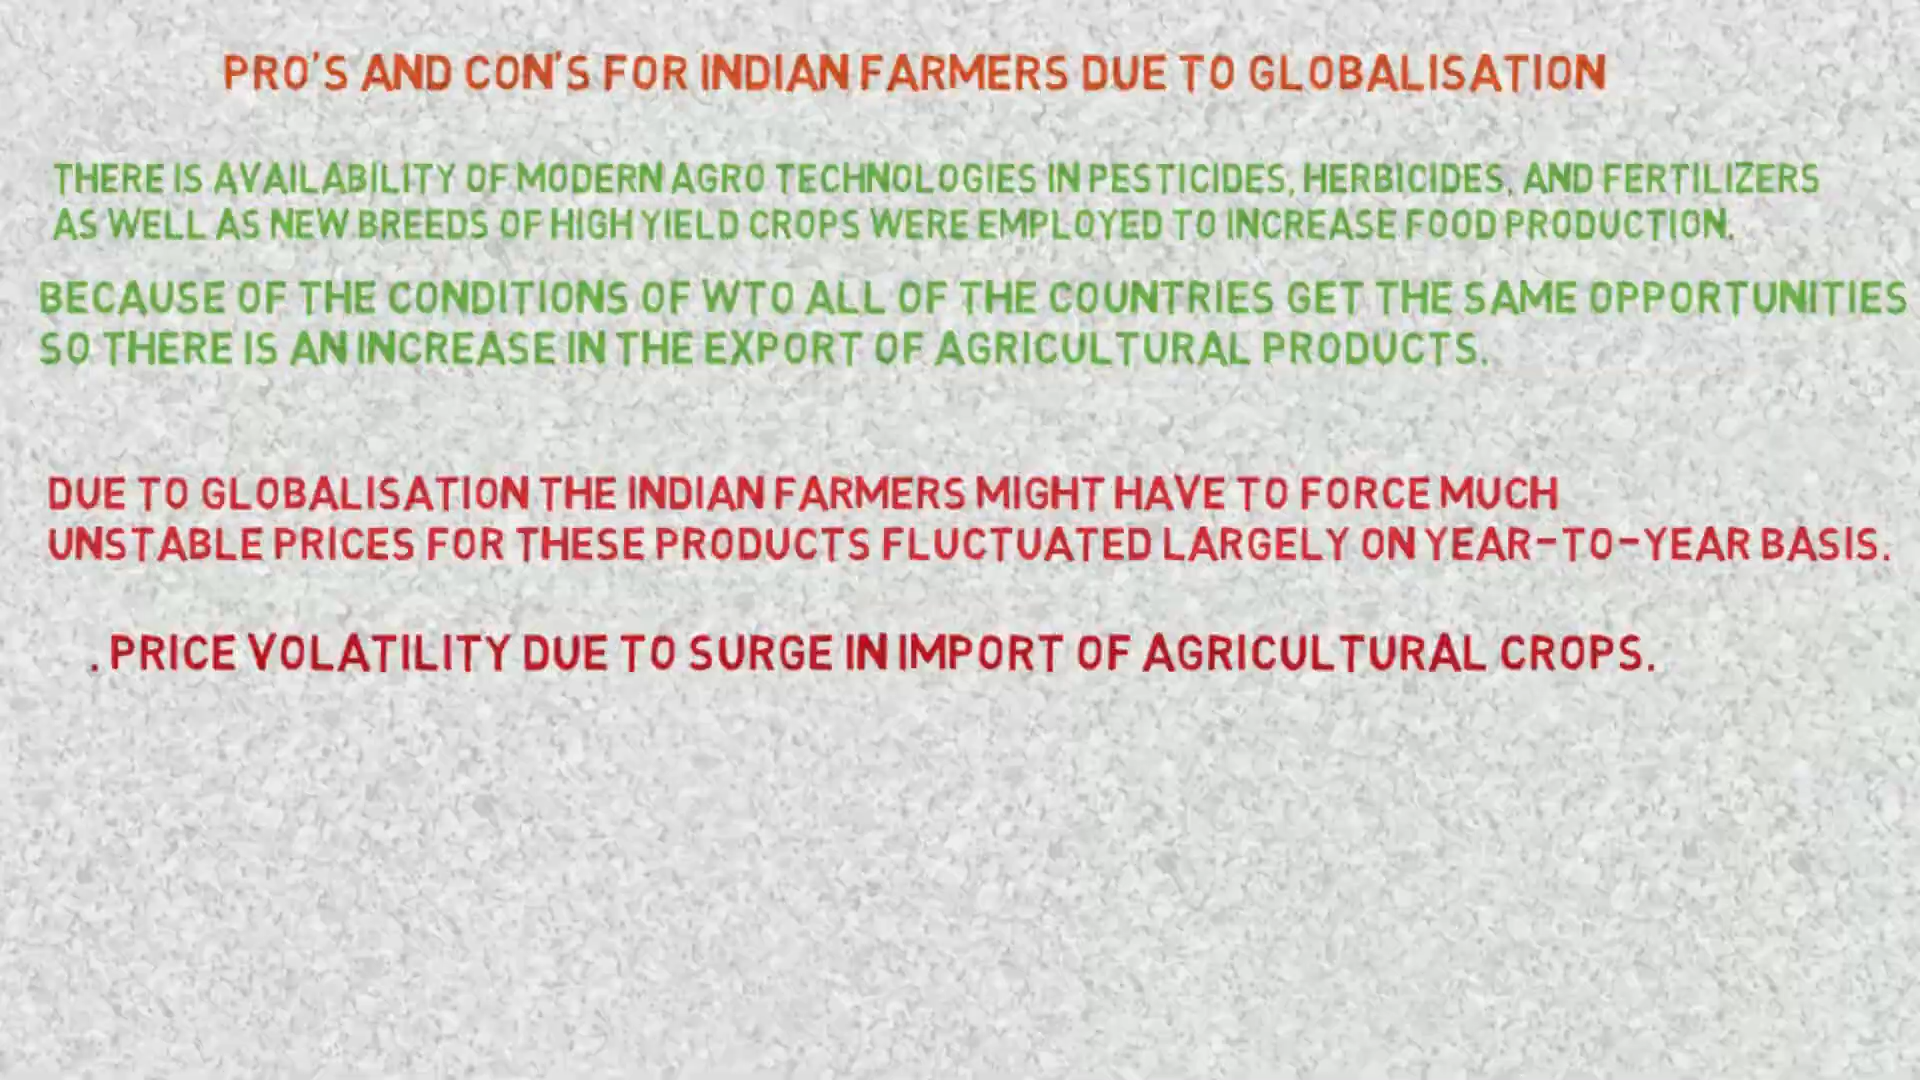 PRO'S AND CON'S FOR INDIAN FARMERS DUE TO GLOBALISATION
THERE IS AVAILABILITY OF MODERN AGRO TECHNOLOGIES IN PESTICIDES, HERBICIDES, AND FERTILIZERS
AS WELL AS NEW BREEDS OF HIGH YIELD CROPS WERE EMPLOYED TO INCREASE FOOD PRODUCTION.
BECAUSE OF THE CONDITIONS OF WTO ALL OF THE COUNTRIES GET THE SAME OPPORTUNITIES
SO THERE IS AN INCREASE IN THE EXPORT OF AGRICULTURAL PRODUCTS.
DUE TO GLOBALISATION THE INDIAN FARMERS MIGHT HAVE TO FORCE MUCH
UNSTABLE PRICES FOR THESE PRODUCTS FLUCTUATED LARGELY ON YEAR-TO-YEAR BASIS.
. PRICE VOLATILITY DUE TO SURGE IN IMPORT OF AGRICULTURAL CROPS.